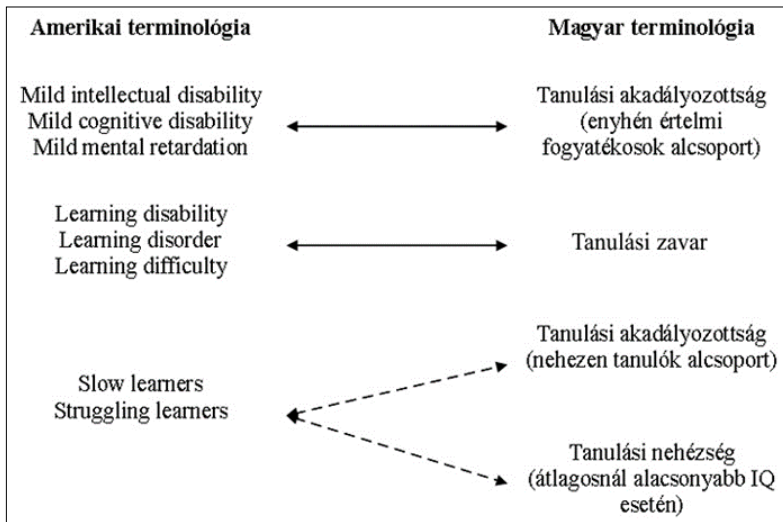 Amerikai terminológia
Magyar terminológia
Mild intellectual disability
Mild cognitive disability
Mild mental retardation
Tanulási akadályozottság
(enyhén értelmi
fogyatékosok alcsoport)
Learning disability
Learning disorder
Learning difficulty
Tanulási zavar
Slow learners
Struggling learners
Tanulási akadályozottság
(nehezen tanulók alcsoport)
Tanulási nehézség
(átlagosnál alacsonyabb IQ
esetén)